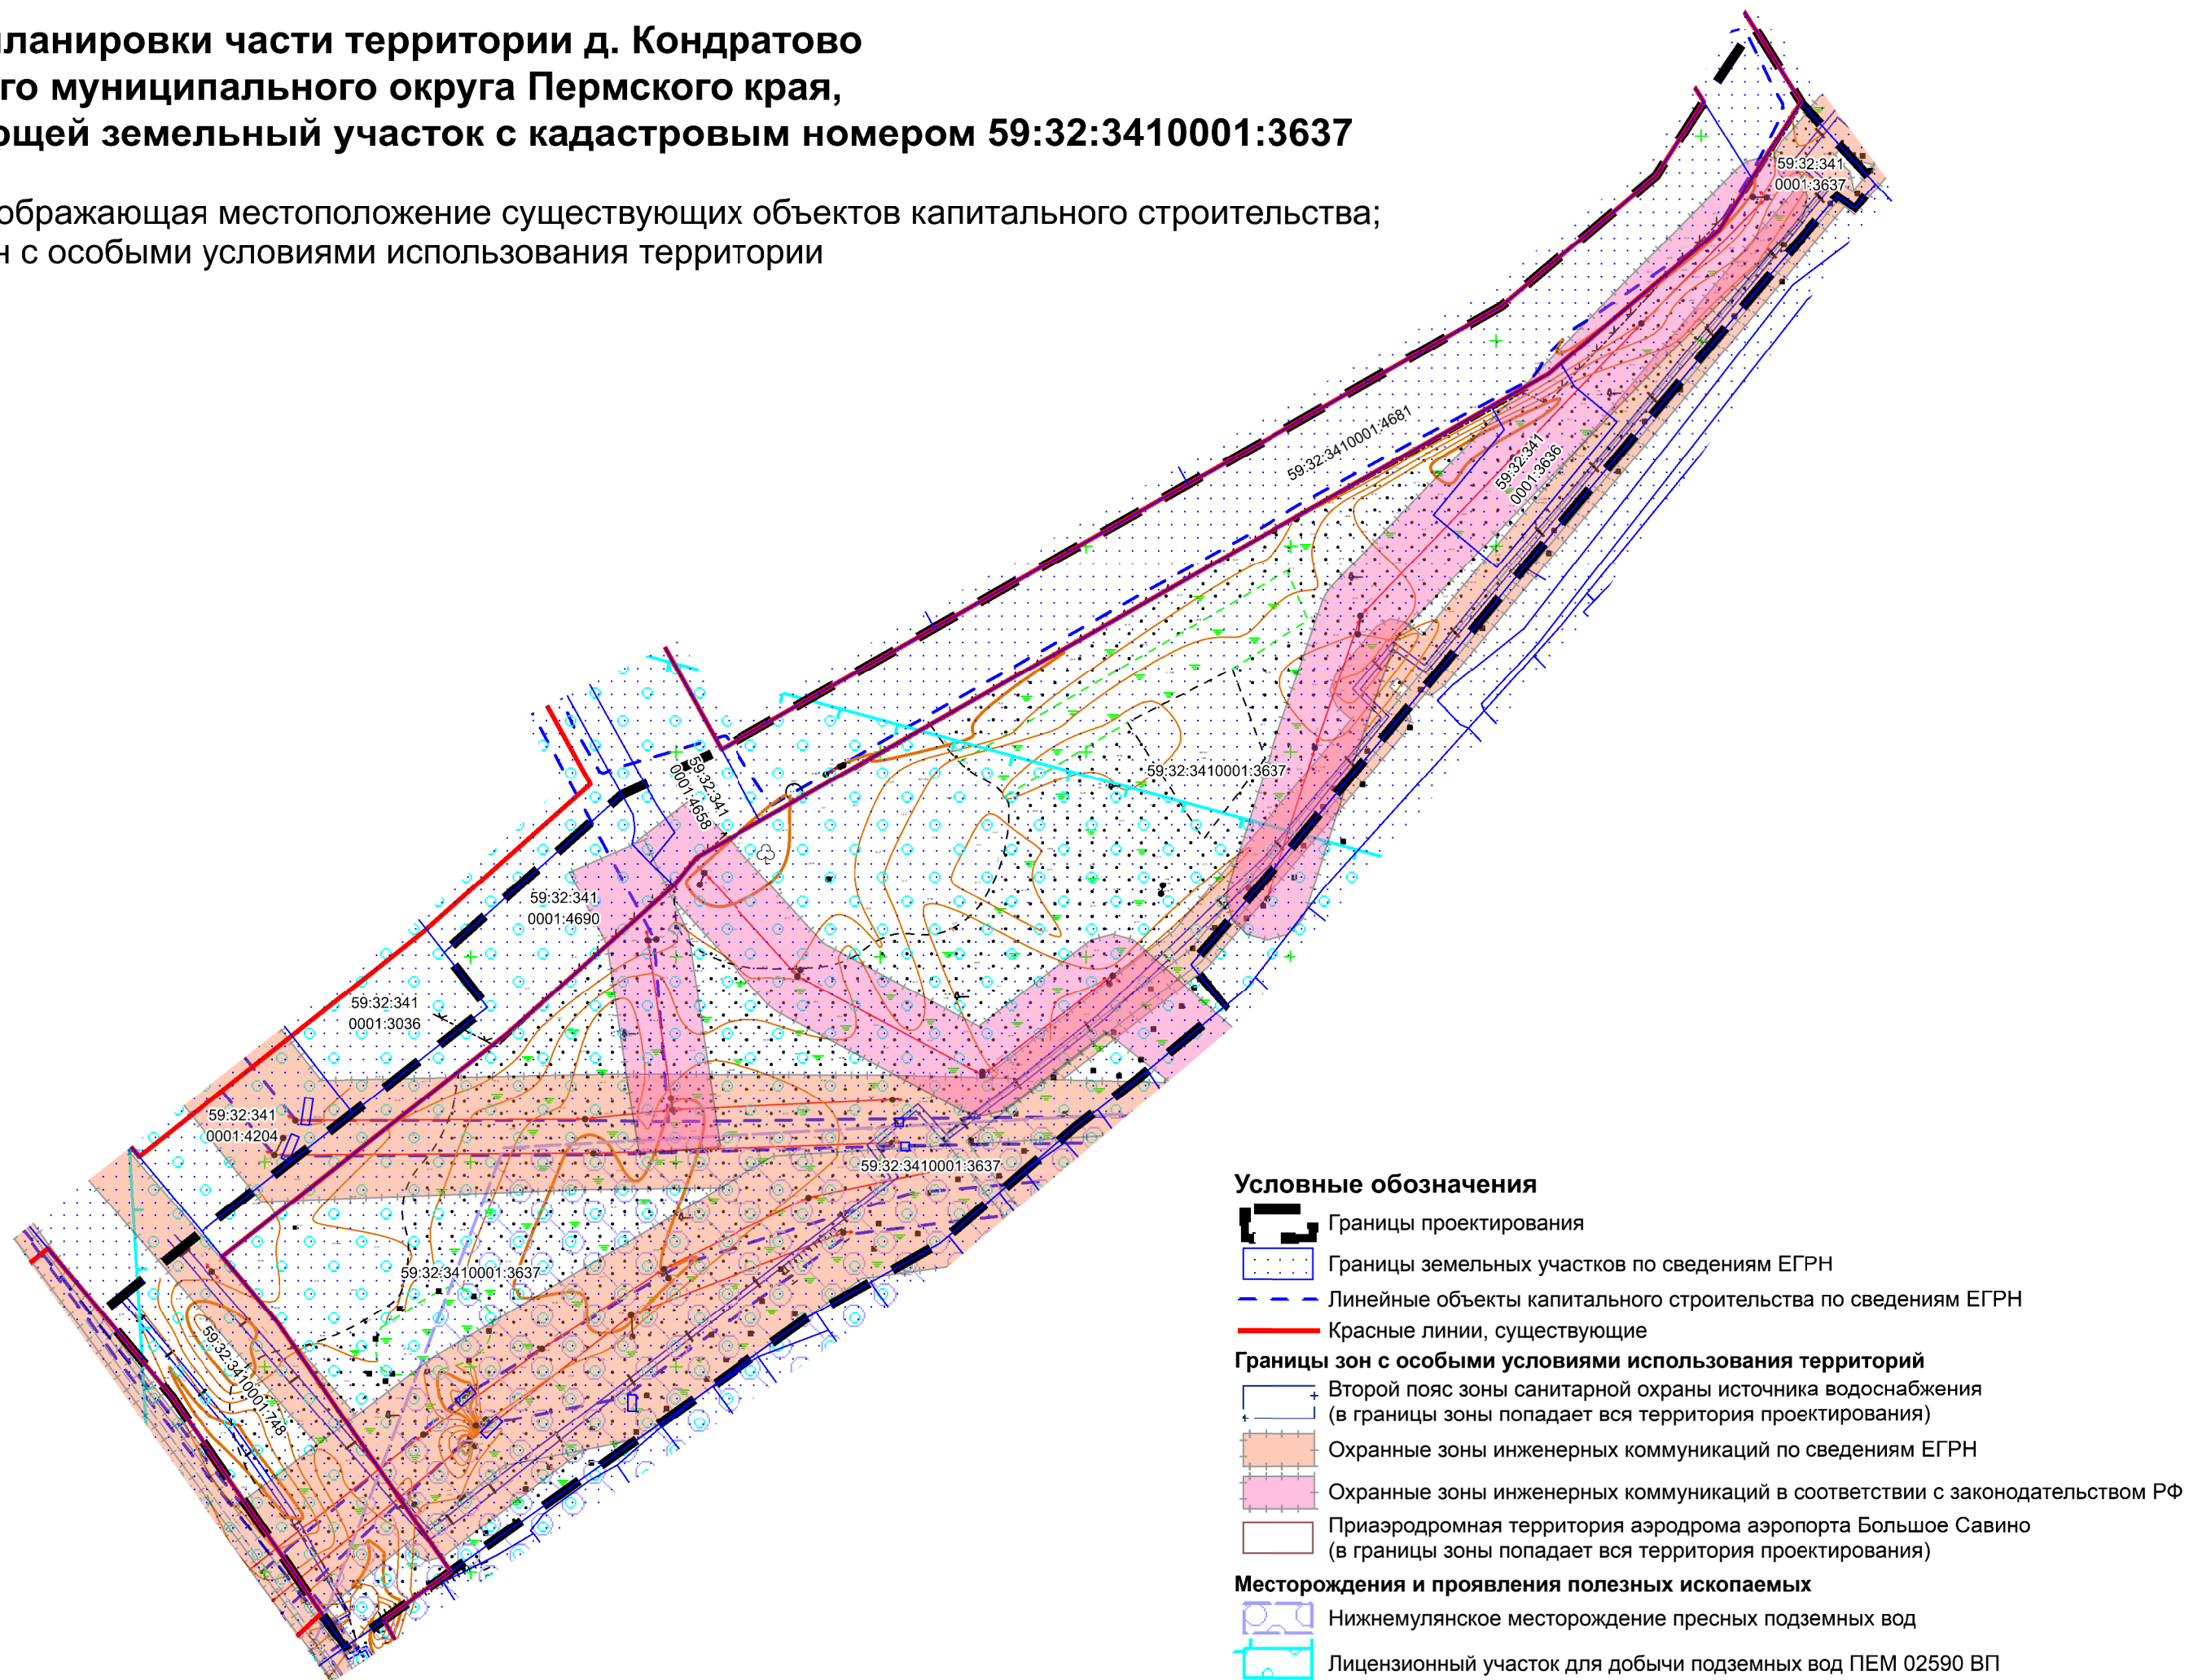 ланировки части территории д. Кондратово
го муниципального округа Пермского края,
ющей земельный участок с кадастровым номером 59:32:3410001:3637
ображающая местоположение существующих объектов капитального строительства;
н с особыми условиями использования территории
59:32:341
0001:3637
59:32:3410001:4681
59:32:341
0001:3636
59:32:341
0001:4658
59:32:3410001:3637
59:32:341
0001:4690
59:32:341
0001:3036
59:32:341
0001:4204
59:32:3410001:3637
59:32:3410001:3637
59:32:3410001:748
Условные обозначения
Границы проектирования
Границы земельных участков по сведениям ЕГРН
Линейные объекты капитального строительства по сведениям ЕГРН
Красные линии, существующие
Границы зон с особыми условиями использования территорий
Второй пояс зоны санитарной охраны источника водоснабжения
(в границы зоны попадает вся территория проектирования)
Охранные зоны инженерных коммуникаций по сведениям ЕГРН
Охранные зоны инженерных коммуникаций в соответствии с законодательством РФ
Приаэродромная территория аэродрома аэропорта Большое Савино
(в границы зоны попадает вся территория проектирования)
Месторождения и проявления полезных ископаемых
Нижнемулянское месторождение пресных подземных вод
Лицензионный участок для добычи подземных вод ПЕМ 02590 ВП